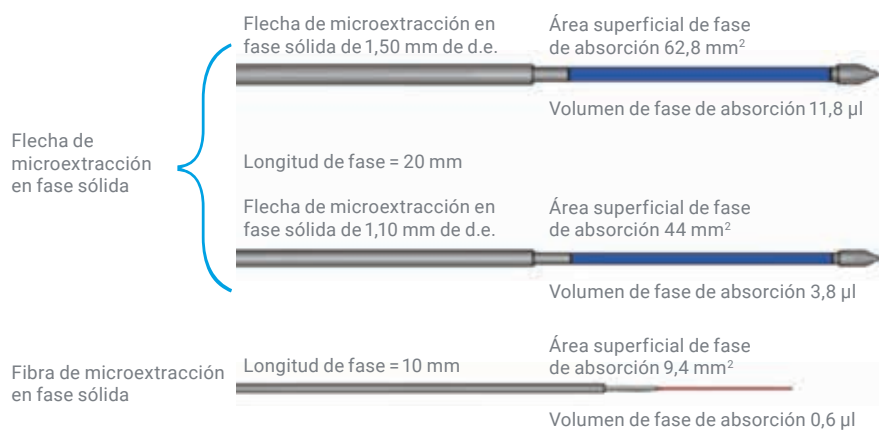 Flecha de microextracción en
fase sólida de 1,50 mm de d.e.
Área superficial de fase
de absorción 62,8 mm²
Volumen de fase de absorción 11,8 µl
Flecha de
microextracción
en fase sólida
Longitud de fase = 20 mm
Flecha de microextracción en
fase sólida de 1,10 mm de d.e.
Área superficial de fase
de absorción 44 mm²
Volumen de fase de absorción 3,8 µl
Fibra de microextracción
en fase sólida
Longitud de fase = 10 mm
Área superficial de fase
de absorción 9,4 mm²
Volumen de fase de absorción 0,6 µl